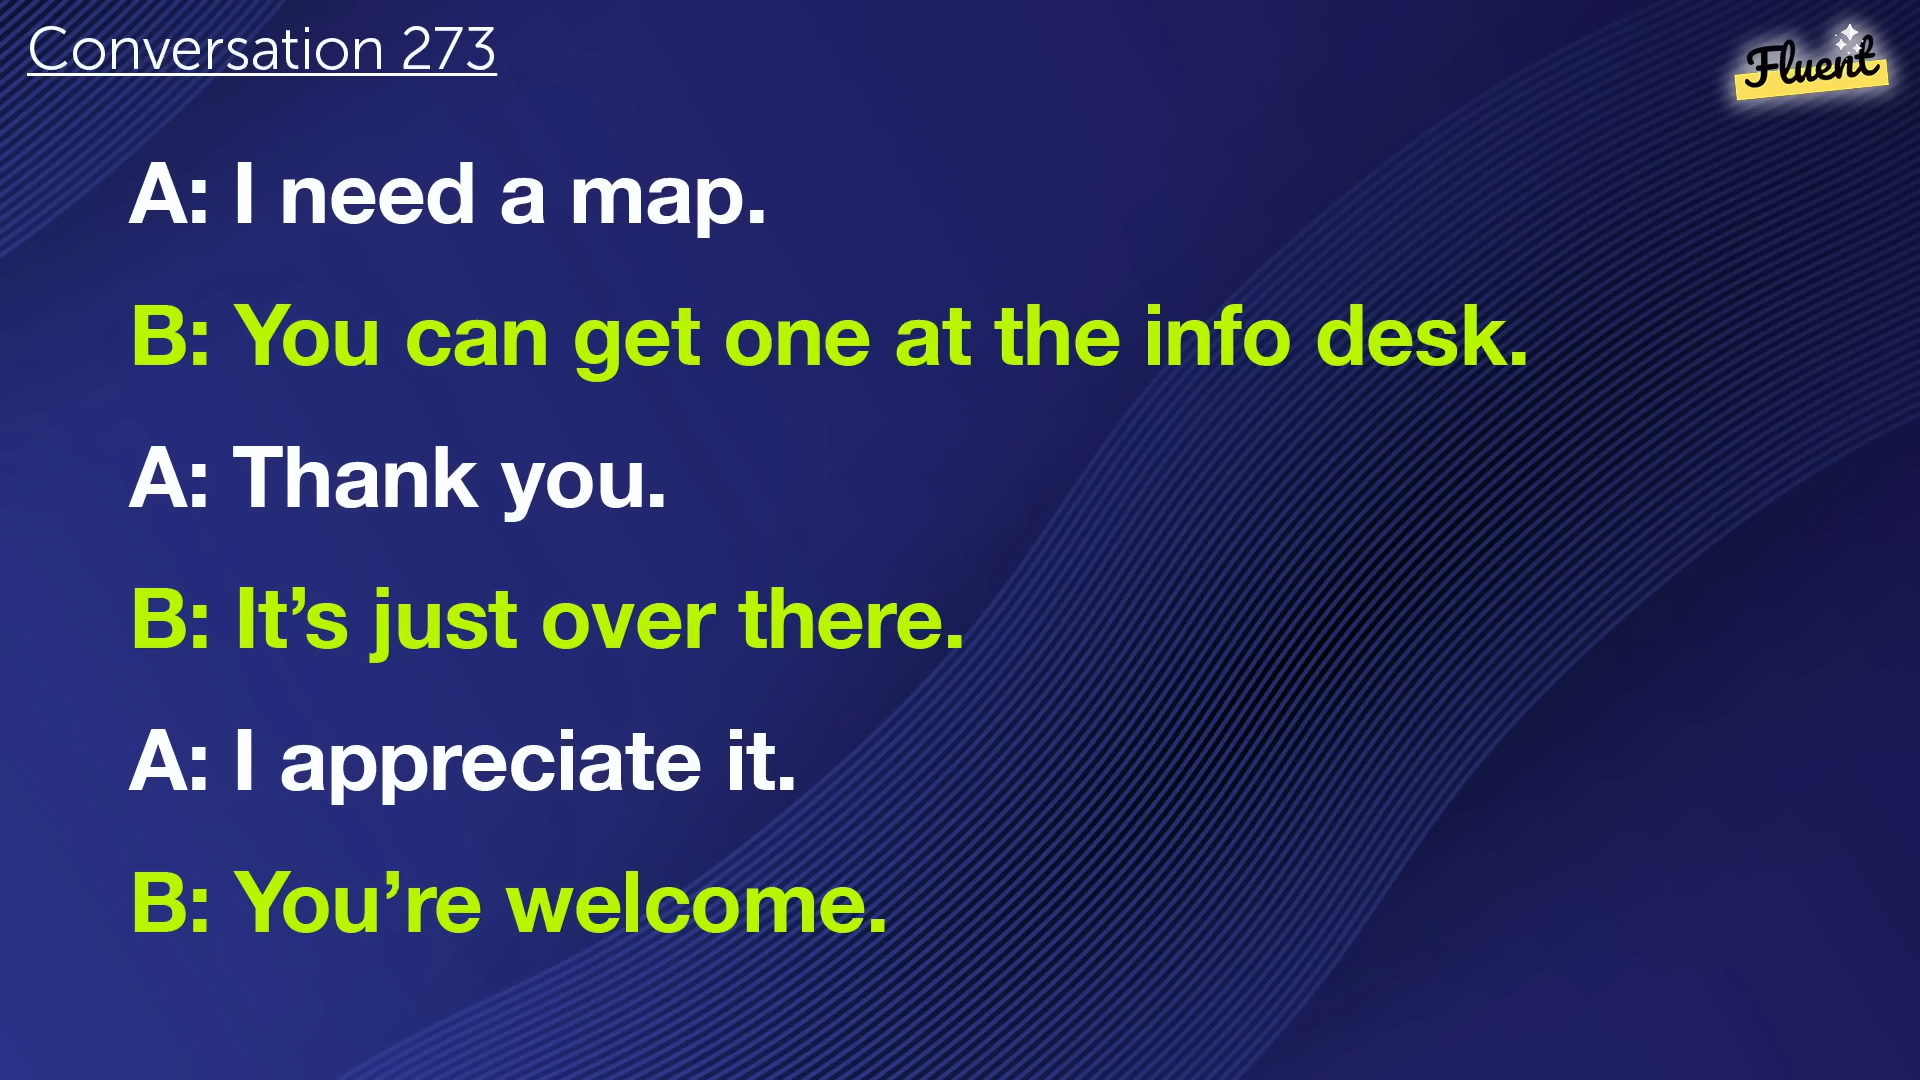 Conversation 273
Fluent
A: I need a map.
B: You can get one at the info desk.
A: Thank you.
B: It’s just over there.
A: I appreciate it.
B: You’re welcome.